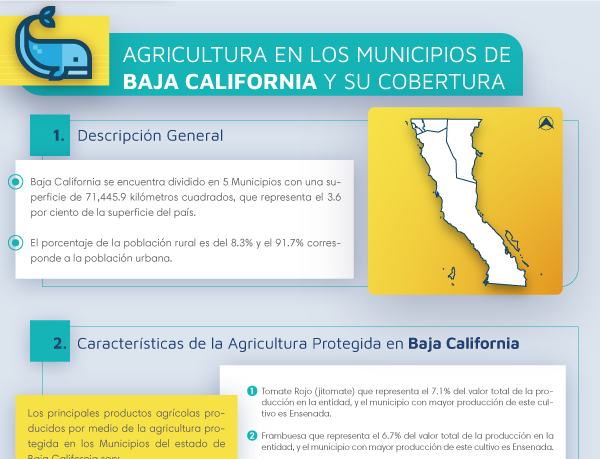 AGRICULTURA EN LOS MUNICIPIOS DE
BAJA CALIFORNIA Y SU COBERTURA
1. Descripción General
Baja California se encuentra dividido en 5 Municipios con una su-
perficie de 71,445.9 kilómetros cuadrados, que representa el 3.6
por ciento de la superficie del país.
El porcentaje de la población rural es del 8.3% y el 91.7% corres-
ponde a la población urbana.
2. Características de la Agricultura Protegida en Baja California
Los principales productos agrícolas pro-
ducidos por medio de la agricultura pro-
tegida en los Municipios del estado de
Baja California son:
1 Tomate Rojo (jitomate) que representa el 7.1% del valor total de la pro-
ducción en la entidad, y el municipio con mayor producción de este cul-
tivo es Ensenada.
2 Frambuesa que representa el 6.7% del valor total de la producción en la
entidad, y el municipio con mayor producción de este cultivo es Ensenada.